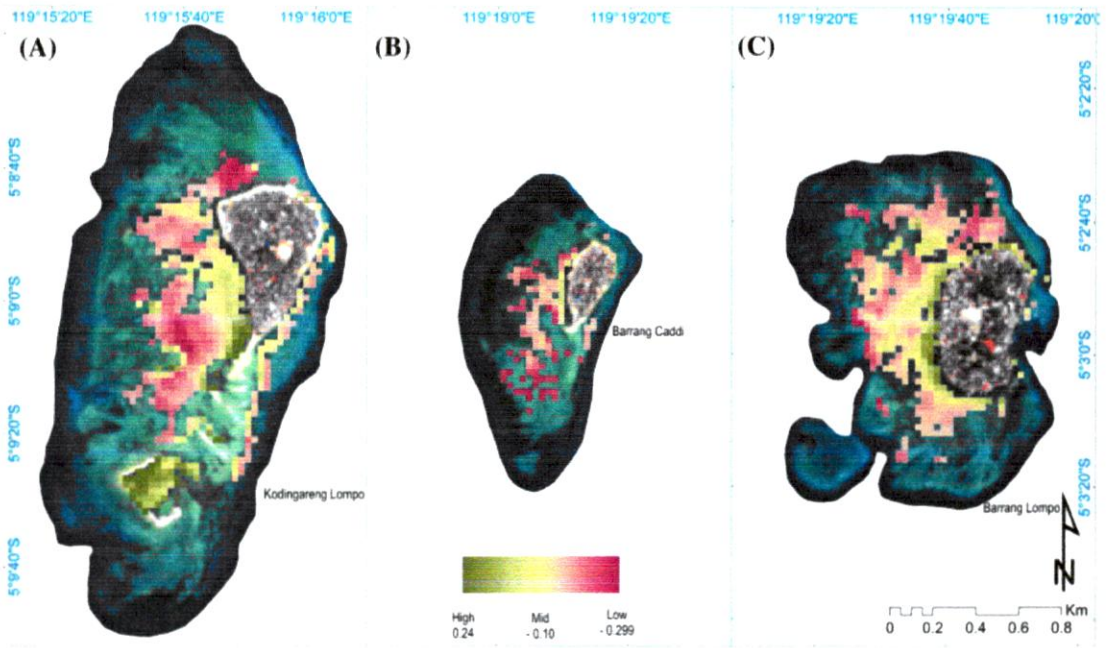 119°15'20"E 119°15'40"E 119°16'0"E 119°19'0"E 119°19'20"E 119°19'20"E 119°19'40"E 119°20'
(A) (B) (C)
5°8'40"S
5°9'0"S
5°9'20"S
5°9'40"S
Kodingareng Lompo
Barrang Caddi
5°2'20"S
5°2'40"S
5°3'0"S
5°3'20"S
Barrang Lompo
High Mid Low
0.24 - 0.10 - 0.299
N
Km
0 0.2 0.4 0.6 0.8